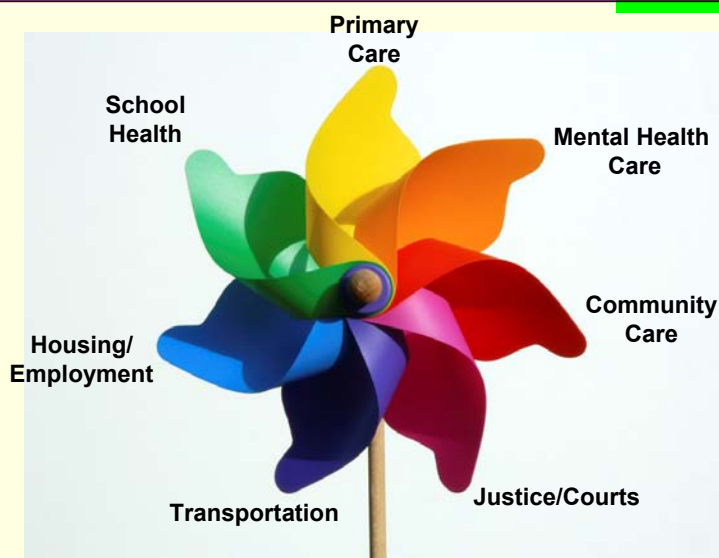 Primary
Care
School
Health
Mental Health
Care
Community
Care
Housing/
Employment
Justice/Courts
Transportation